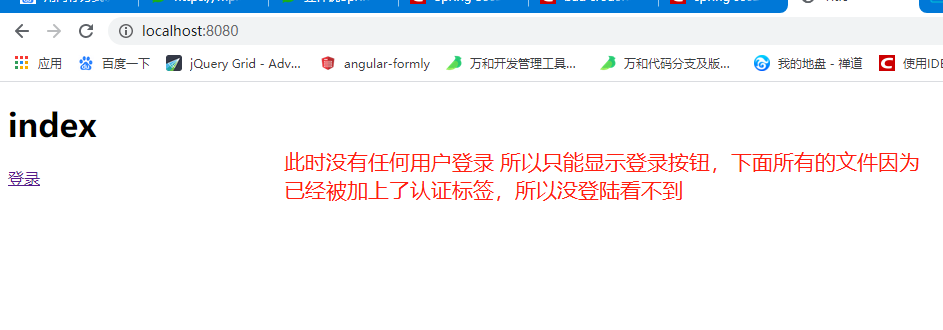 localhost:8080
应用
百度一下
jQuery Grid - Adv...
angular-formly
万和开发管理工具...
万和代码分支及版...
我的地盘 - 禅道
使用IDE
index
登录
此时没有任何用户登录 所以只能显示登录按钮，下面所有的文件因为
已经被加上了认证标签，所以没登陆看不到